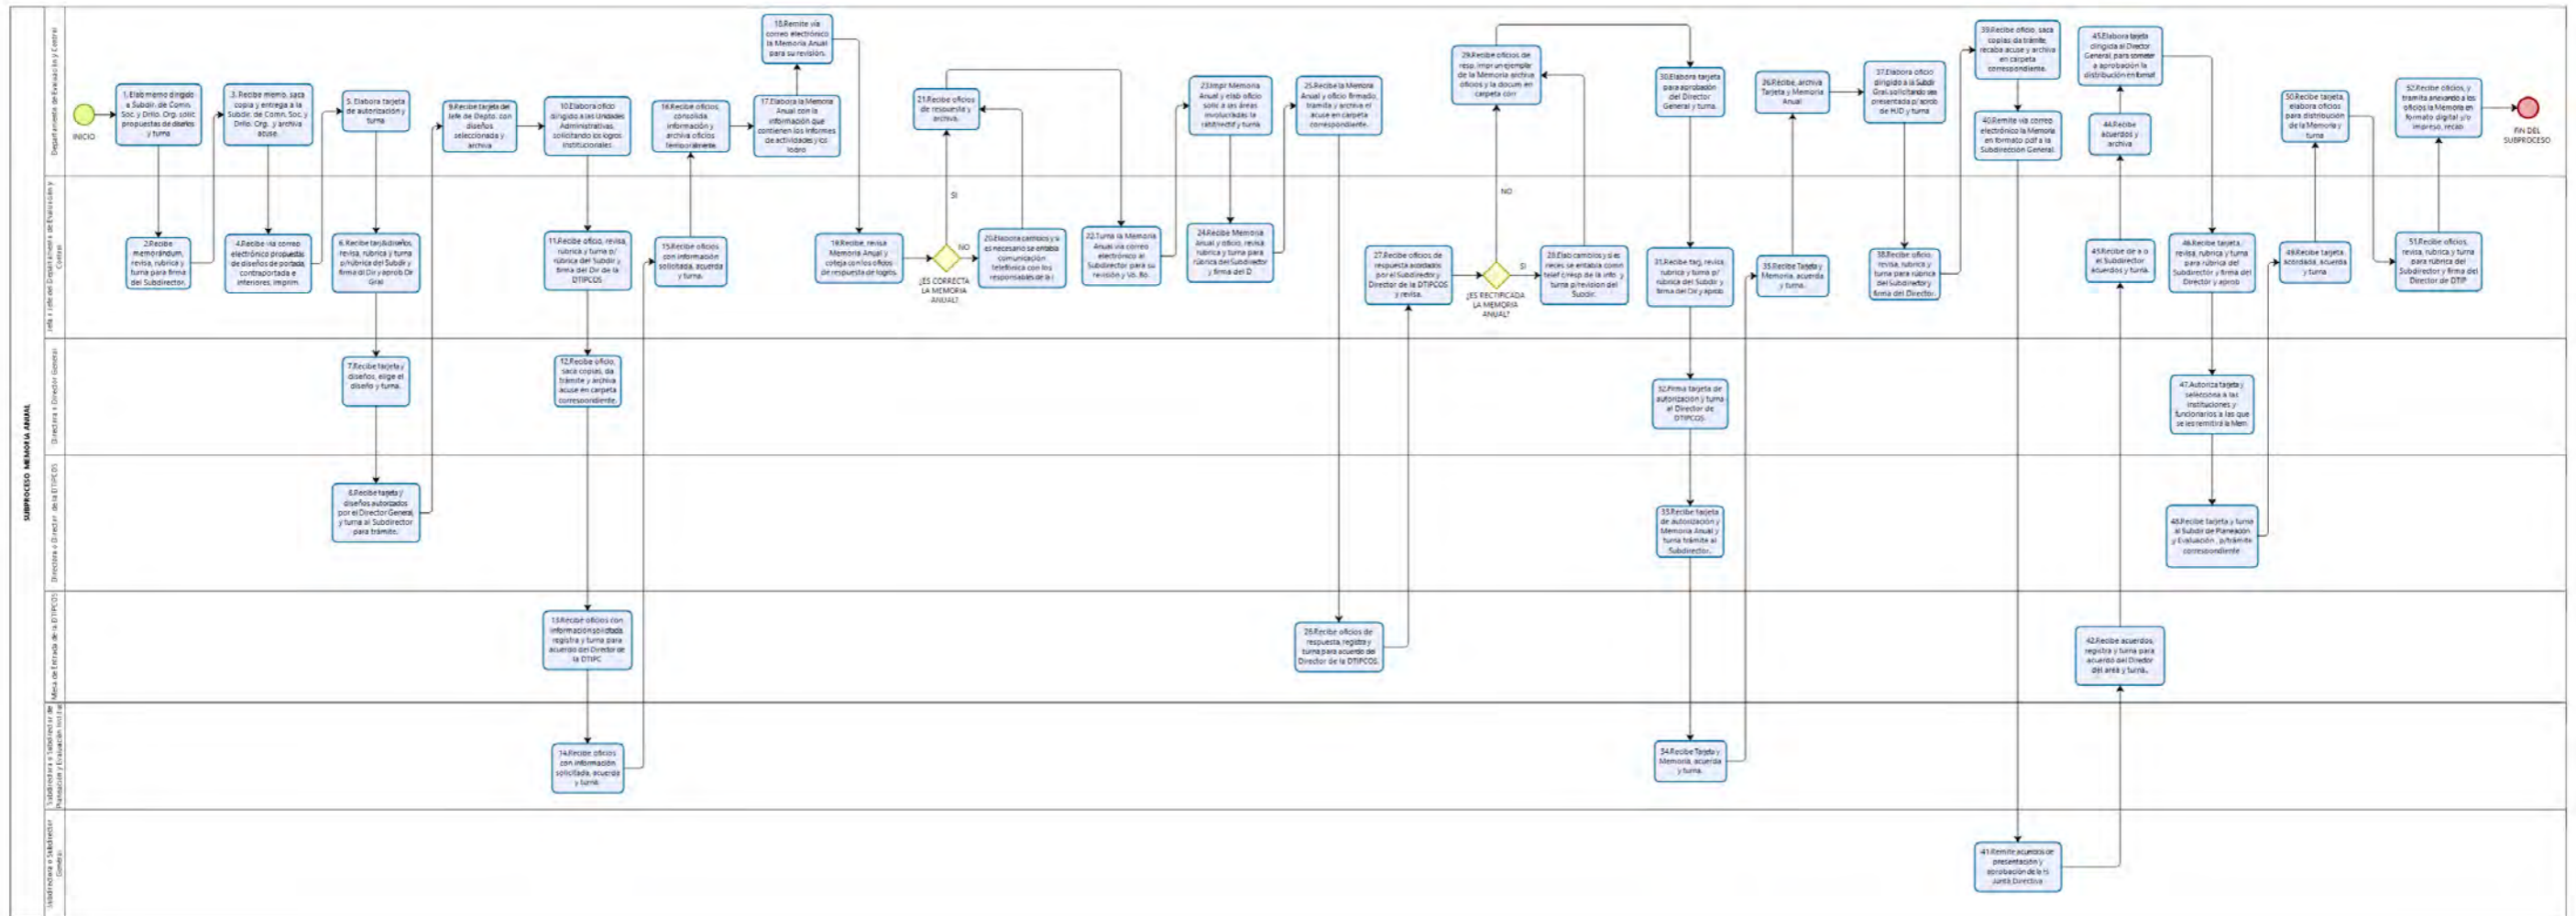 SUBPROCESO MEMORIA ANUAL
Departamento de Evaluación y Control
Jefa o Jefe del Departamento de Evaluación y
Control
Directora o Director General
Directora o Director de la DTIPCOS
Mesa de Entrada de la DTIPCOS
Subdirectora o Subdirector de
Planeación y Evaluación
Subdirectora o Subdirector
General
INICIO
1. Elab memo dirigido
a Subdir. de Comn.
Soc. y Drllo. Org. solic
propuestas de diseños
y turna
2.Recibe
memorándum,
revisa, rubrica y
turna para firma
del Subdirector.
3. Recibe memo, saca
copia y entrega a la
Subdir. de Comn. Soc.
y Drllo. Org. y archiva
acuse.
4.Recibe vía correo
electrónico propuestas
de diseños de portada,
contraportada e
interiores, imprim.
5. Elabora tarjeta
de autorización y
turna
6. Recibe tarj&diseños,
revisa, rubrica y turna
p/rúbrica del Subdir y
firma dl Dir y aprob Dir
Gral
7.Recibe tarjeta y
diseños, elige el
diseño y turna.
8.Recibe tarjeta y
diseños autorizados
por el Director General,
y turna al Subdirector
para trámite.
9.Recibe tarjeta del
Jefe de Depto. con
diseños
seleccionada y
archiva
10.Elabora oficio
dirigido a las Unidades
Administrativas,
solicitando los logros
institucionales
11.Recibe oficio, revisa,
rubrica y turna p/
rúbrica del Subdir y
firma del Dir de la
DTIPCOS
12.Recibe oficio,
saca copias, da
trámite y archiva
acuse en carpeta
correspondiente.
13.Recibe oficios con
información solicitada,
registra y turna para
acuerdo del Director de
la DTIPC
14.Recibe oficios
con información
solicitada, acuerda
y turna.
15.Recibe oficios
con información
solicitada, acuerda
y turna.
16.Recibe oficios,
consolida
información y
archiva oficios
temporalmente.
17.Elabora la Memoria
Anual con la
información que
contienen los informes
de actividades y los
logro
18.Remite vía
correo electrónico
la Memoria Anual
para su revisión.
19.Recibe, revisa
Memoria Anual y
coteja con los oficios
de respuesta de logros.
¿ES CORRECTA
LA MEMORIA
ANUAL?
SI
NO
20.Elabora cambios y si
es necesario se entabla
comunicación
telefónica con los
responsables de la i
21.Recibe oficios
de respuesta y
archiva.
22.Turna la Memoria
Anual vía correo
electrónico al
Subdirector para su
revisión y Vo. Bo.
23.Impr Memoria
Anual y elab oficio
solic a las áreas
involucradas la
rat/directif y turna
24.Recibe Memoria
Anual y oficio, revisa
rubrica y turna para
rúbrica del Subdirector
y firma del D
25.Recibe la Memoria
Anual y oficio firmado,
tramita y archiva el
acuse en carpeta
correspondiente.
26.Recibe oficios de
respuesta, registra y
turna para acuerdo del
Director de la DTIPCOS.
27.Recibe oficios de
respuesta acordados
por el Subdirector y
Director de la DTIPCOS
y revisa.
¿ES RECTIFICADA
LA MEMORIA
ANUAL?
NO
SI
28.Elab cambios y si es
neces se entabla comn
telef c/resp de la info. y
turna p/revision del
Subdir.
29.Recibe oficios de
resp. Impr un ejemplar
de la Memoria archiva
oficios y la docum en
carpeta corr
30.Elabora tarjeta
para aprobación
del Director
General y turna.
31.Recibe tarj, revisa,
rubrica y turna p/
rúbrica del Subdir y
firma del Dir y aprob
32.Firma tarjeta de
autorización y turna
al Director de
DTIPCOS.
33.Recibe tarjeta
de autorización y
Memoria Anual y
turna trámite al
Subdirector.
34.Recibe Tarjeta y
Memoria, acuerda
y turna.
35.Recibe Tarjeta y
Memoria, acuerda
y turna.
36.Recibe, archiva
Tarjeta y Memoria
Anual
37.Elabora oficio
dirigido a la Subdir
Gral. solicitando sea
presentada p/ aprob
de HJD y turna
38.Recibe oficio,
revisa, rubrica y
turna para rúbrica
del Subdirector y
firma del Director.
39.Recibe oficio, saca
copias da trámite,
recaba acuse y archiva
en carpeta
correspondiente.
40.Remite vía correo
electrónico la Memoria
en formato pdf a la
Subdirección General.
41.Remite acuerdos de
presentación y
aprobación de la H.
Junta Directiva
42.Recibe acuerdos,
registra y turna para
acuerdo del Director
del área y turna.
43.Recibe de a o
el Subdirector
acuerdos y turna.
44.Recibe
acuerdos y
archiva
45.Elabora tarjeta
dirigida al Director
General, para someter
a aprobación la
distribución en format
46.Recibe tarjeta,
revisa, rubrica y turna
para rúbrica del
Subdirector y firma del
Director y aprob
47.Autoriza tarjeta y
selecciona a las
instituciones y
funcionarios a las que
se les remitirá la Mem
48.Recibe tarjeta y turna
al Subdir de Planeación
y Evaluación , p/trámite
correspondiente
49.Recibe tarjeta,
acordada, acuerda
y turna
50.Recibe tarjeta,
elabora oficios
para distribución
de la Memoria y
turna
51.Recibe oficios,
revisa, rubrica y turna
para rúbrica del
Subdirector y firma del
Director de DTIP
52.Recibe oficios, y
tramita anexando a los
oficios la Memoria en
formato digital y/o
impreso, recab
FIN DEL
SUBPROCESO